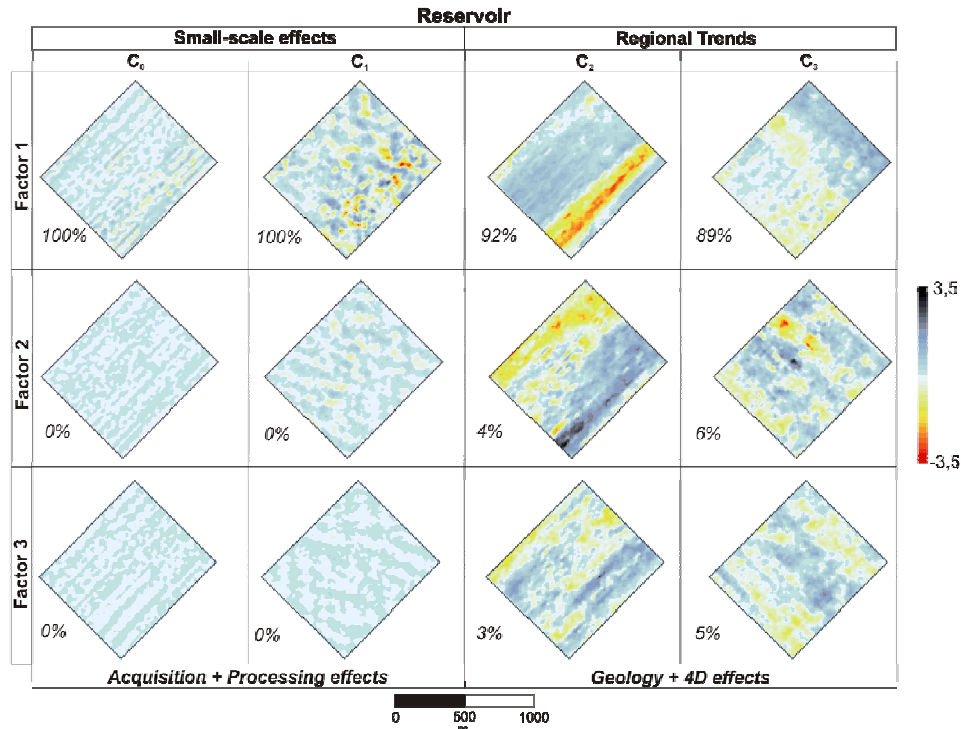 Reservoir
Small-scale effects Regional Trends
C₀ C₁ C₂ C₃
Factor 1
100% 100% 92% 89%
Factor 2
0% 0% 4% 6%
3,5
-3,5
Factor 3
0% 0% 3% 5%
Acquisition + Processing effects Geology + 4D effects
0 500 1000
m